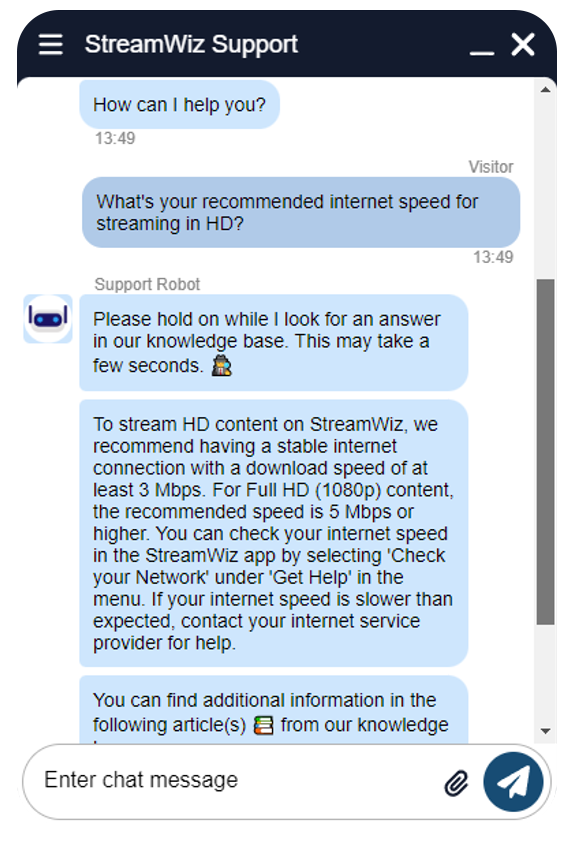 StreamWiz Support
How can I help you?
13:49
Visitor
What's your recommended internet speed for
streaming in HD?
13:49
Support Robot
Please hold on while I look for an answer
in our knowledge base. This may take a
few seconds.
To stream HD content on StreamWiz, we
recommend having a stable internet
connection with a download speed of at
least 3 Mbps. For Full HD (1080p) content,
the recommended speed is 5 Mbps or
higher. You can check your internet speed
in the StreamWiz app by selecting 'Check
your Network' under 'Get Help' in the
menu. If your internet speed is slower than
expected, contact your internet service
provider for help.
You can find additional information in the
following article(s) 📚 from our knowledge
Enter chat message